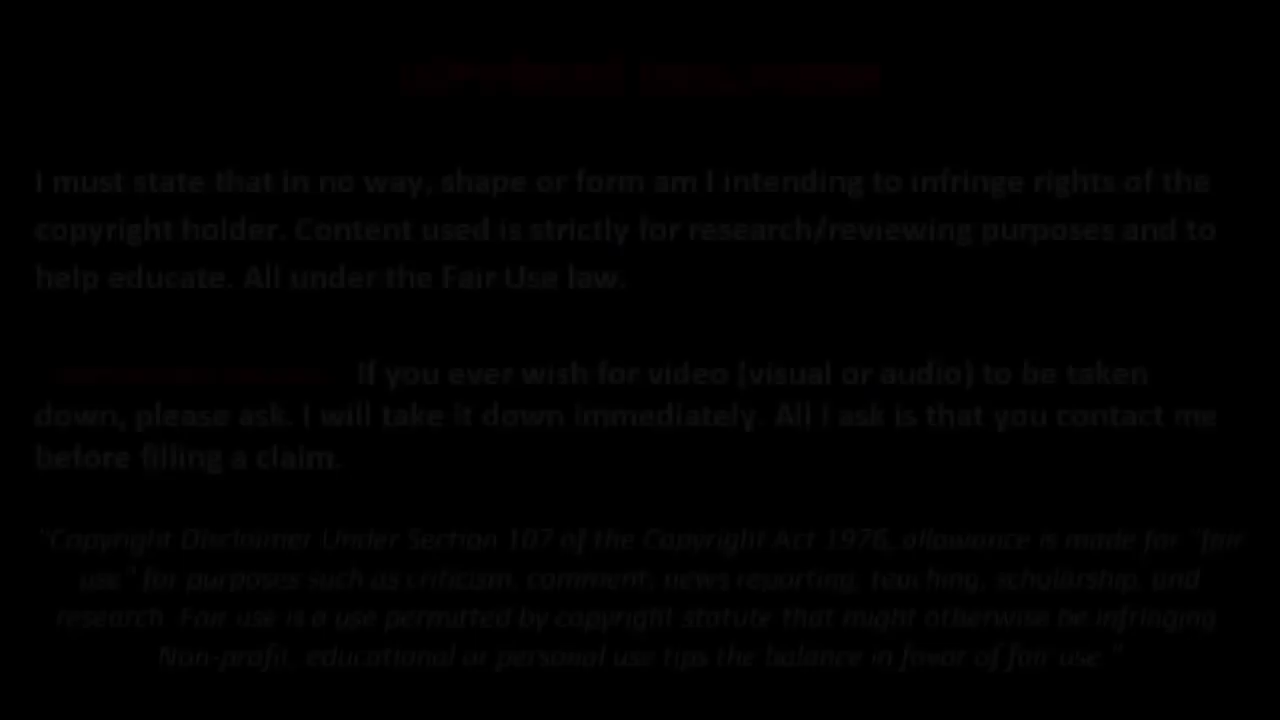 I must state that in no way, shape or form am I intending to infringe rights of the
copyright holder. Content used is strictly for research/reviewing purposes and to
help educate. All under the Fair Use law.
If you ever wish for video (visual or audio) to be taken
down, please ask. I will take it down immediately. All I ask is that you contact me
before filling a claim.
"Copyright Disclaimer Under Section 107 of the Copyright Act 1976, allowance is made for "fair
use" for purposes such as criticism, comment, news reporting, teaching, scholarship, and
research. Fair use is a use permitted by copyright statute that might otherwise be infringing.
Non-profit, educational or personal use tips the balance in favor of fair use."